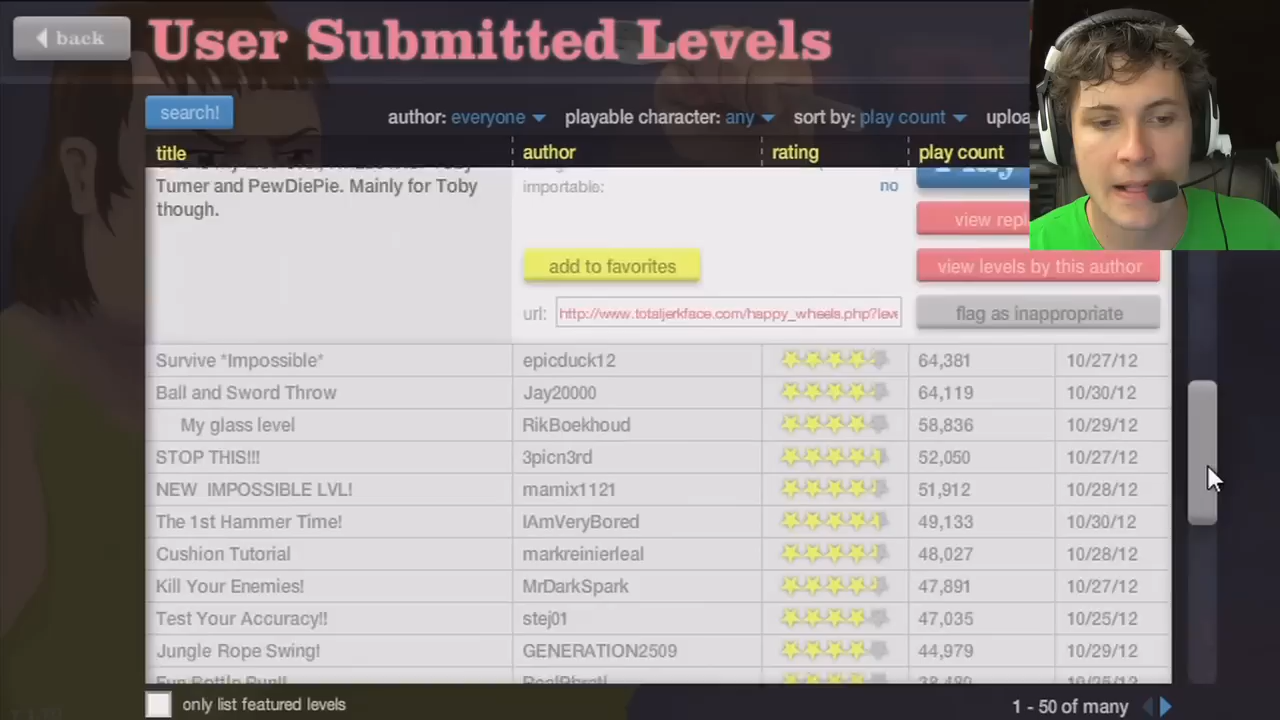 back
User Submitted Levels
search!
author: everyone playable character: any sort by: play count
title author rating play count
Turner and PewDiePie. Mainly for Toby
though.
importable: no
add to favorites
view levels by this author
url: http://www.totaljerkface.com/happy_wheels.php?
flag as inappropriate
Survive *Impossible* epicduck12 64,381 10/27/12
Ball and Sword Throw Jay20000 64,119 10/30/12
My glass level RikBoekhoud 58,836 10/29/12
STOP THIS!!! 3picn3rd 52,050 10/27/12
NEW IMPOSSIBLE LVL! mamix1121 51,912 10/28/12
The 1st Hammer Time! IAmVeryBored 49,133 10/30/12
Cushion Tutorial markreinierleal 48,027 10/28/12
Kill Your Enemies! MrDarkSpark 47,891 10/27/12
Test Your Accuracy!! stej01 47,035 10/25/12
Jungle Rope Swing! GENERATION2509 44,979 10/29/12
only list featured levels
1 - 50 of many